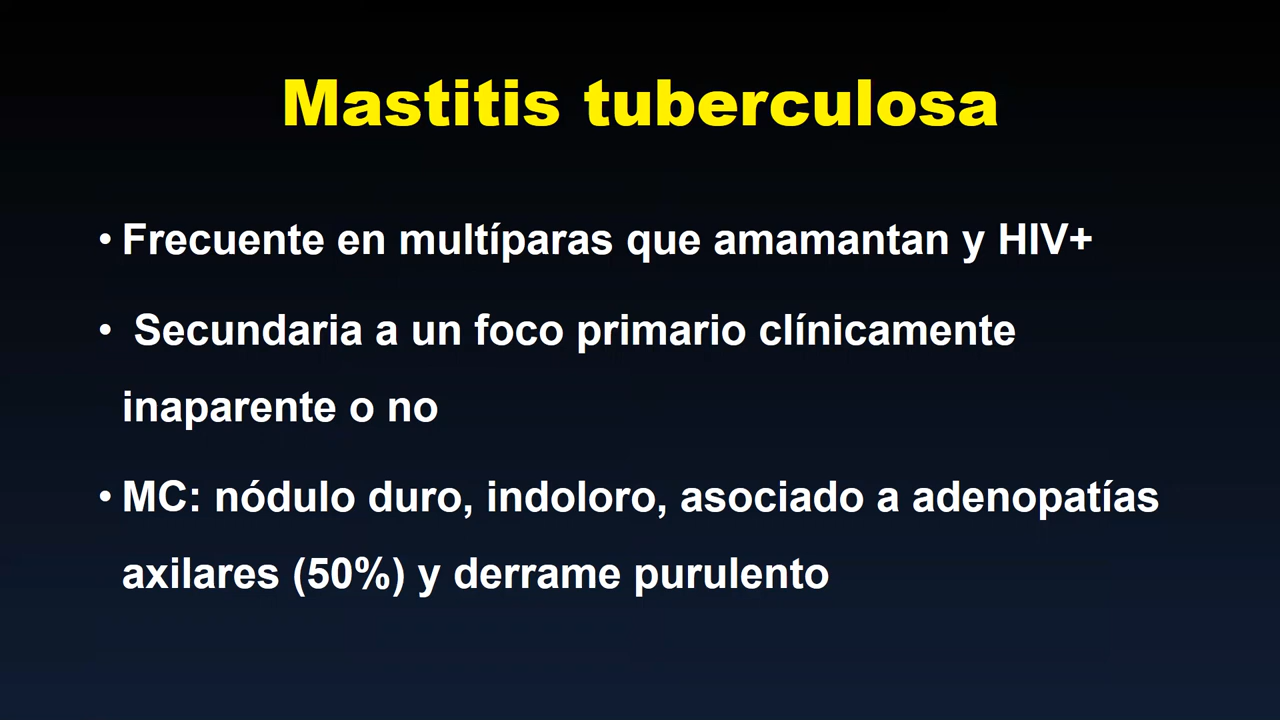 Mastitis tuberculosa
• Frecuente en multíparas que amamantan y HIV+
• Secundaria a un foco primario clínicamente
inaparente o no
• MC: nódulo duro, indoloro, asociado a adenopatías
axilares (50%) y derrame purulento